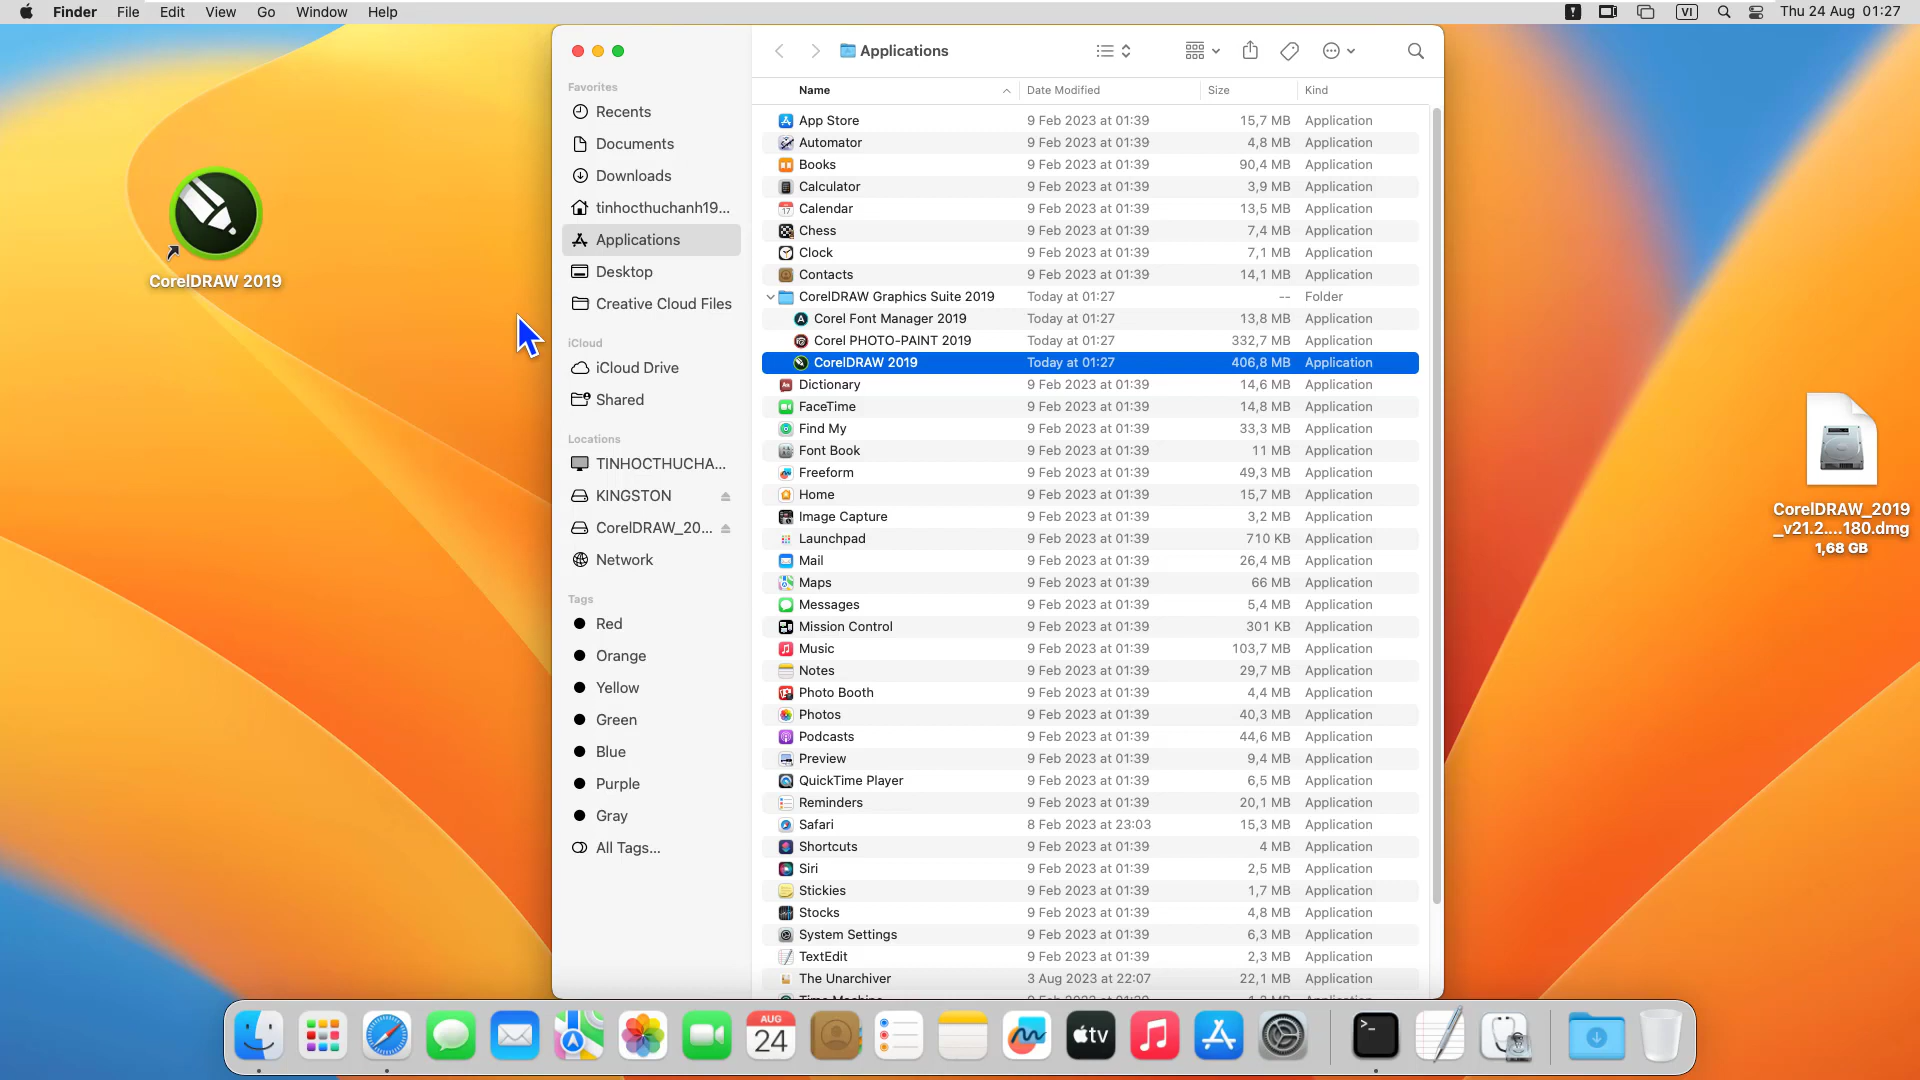 Finder File Edit View Go Window Help
VI Thu 24 Aug 01:27
CorelDRAW 2019
Favorites
Recents
Documents
Downloads
tinhocthuchanh19...
Applications
Desktop
Creative Cloud Files
iCloud
iCloud Drive
Shared
Locations
TINHOCTHUCHA...
KINGSTON
CorelDRAW_20...
Network
Tags
Red
Orange
Yellow
Green
Blue
Purple
Gray
All Tags...
Applications
Name Date Modified Size Kind
App Store 9 Feb 2023 at 01:39 15,7 MB Application
Automator 9 Feb 2023 at 01:39 4,8 MB Application
Books 9 Feb 2023 at 01:39 90,4 MB Application
Calculator 9 Feb 2023 at 01:39 3,9 MB Application
Calendar 9 Feb 2023 at 01:39 13,5 MB Application
Chess 9 Feb 2023 at 01:39 7,4 MB Application
Clock 9 Feb 2023 at 01:39 7,1 MB Application
Contacts 9 Feb 2023 at 01:39 14,1 MB Application
CorelDRAW Graphics Suite 2019 Today at 01:27 -- Folder
Corel Font Manager 2019 Today at 01:27 13,8 MB Application
Corel PHOTO-PAINT 2019 Today at 01:27 332,7 MB Application
CorelDRAW 2019 Today at 01:27 406,8 MB Application
Dictionary 9 Feb 2023 at 01:39 14,6 MB Application
FaceTime 9 Feb 2023 at 01:39 14,8 MB Application
Find My 9 Feb 2023 at 01:39 33,3 MB Application
Font Book 9 Feb 2023 at 01:39 11 MB Application
Freeform 9 Feb 2023 at 01:39 49,3 MB Application
Home 9 Feb 2023 at 01:39 15,7 MB Application
Image Capture 9 Feb 2023 at 01:39 3,2 MB Application
Launchpad 9 Feb 2023 at 01:39 710 KB Application
Mail 9 Feb 2023 at 01:39 26,4 MB Application
Maps 9 Feb 2023 at 01:39 66 MB Application
Messages 9 Feb 2023 at 01:39 5,4 MB Application
Mission Control 9 Feb 2023 at 01:39 301 KB Application
Music 9 Feb 2023 at 01:39 103,7 MB Application
Notes 9 Feb 2023 at 01:39 29,7 MB Application
Photo Booth 9 Feb 2023 at 01:39 4,4 MB Application
Photos 9 Feb 2023 at 01:39 40,3 MB Application
Podcasts 9 Feb 2023 at 01:39 44,6 MB Application
Preview 9 Feb 2023 at 01:39 9,4 MB Application
QuickTime Player 9 Feb 2023 at 01:39 6,5 MB Application
Reminders 9 Feb 2023 at 01:39 20,1 MB Application
Safari 8 Feb 2023 at 23:03 15,3 MB Application
Shortcuts 9 Feb 2023 at 01:39 4 MB Application
Siri 9 Feb 2023 at 01:39 2,5 MB Application
Stickies 9 Feb 2023 at 01:39 1,7 MB Application
Stocks 9 Feb 2023 at 01:39 4,8 MB Application
System Settings 9 Feb 2023 at 01:39 6,3 MB Application
TextEdit 9 Feb 2023 at 01:39 2,3 MB Application
The Unarchiver 3 Aug 2023 at 22:07 22,1 MB Application
CorelDRAW_2019
_v21.2....180.dmg
1,68 GB
AUG
24
tv